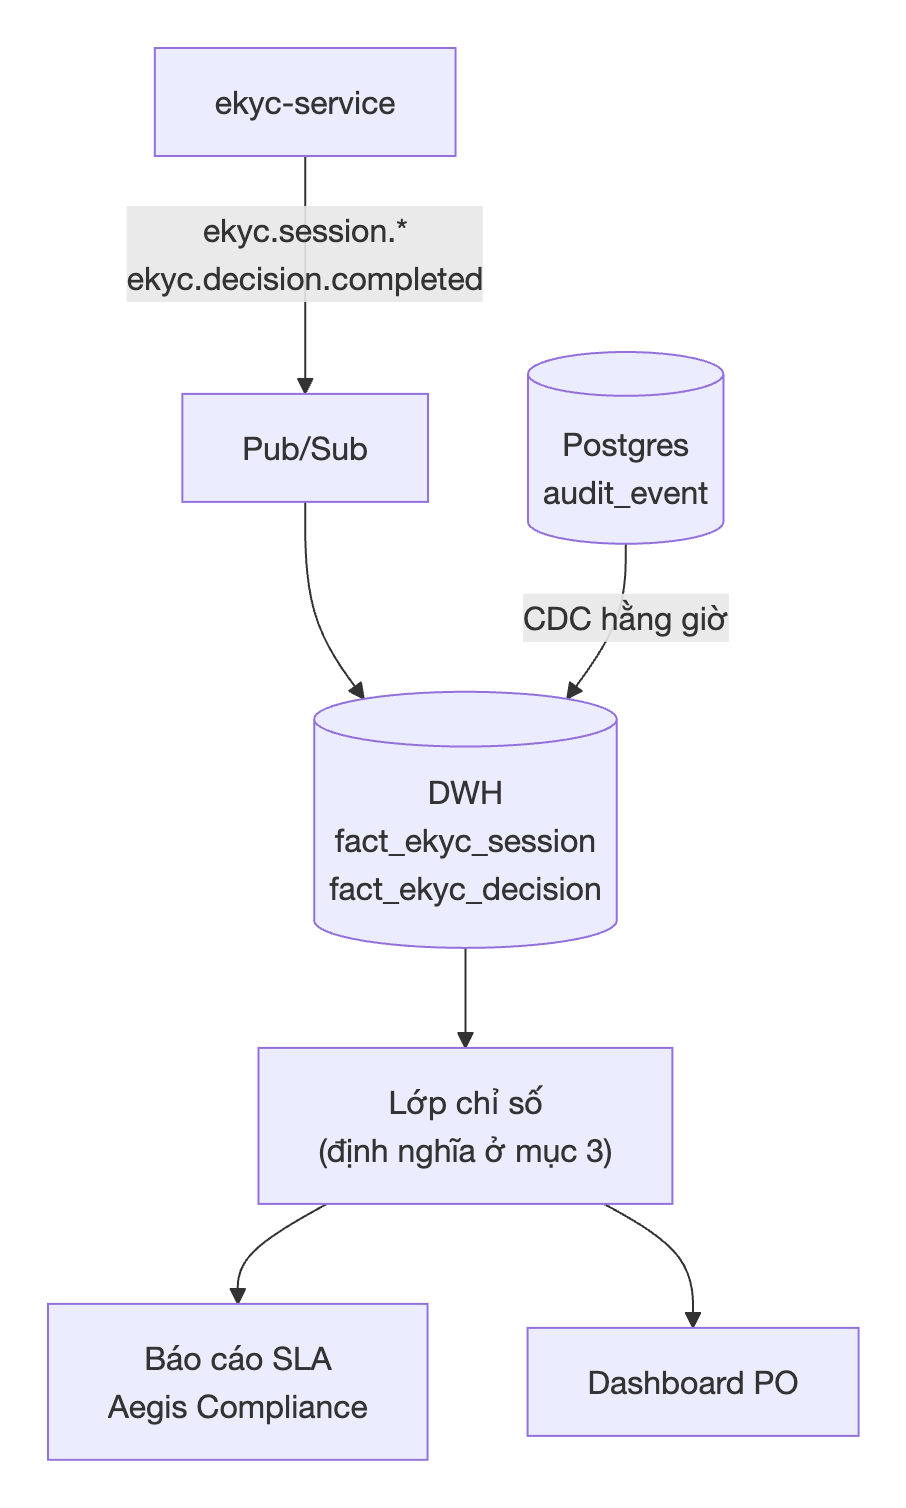 ekyc-service
ekyc.session.*
ekyc.decision.completed
Pub/Sub
Postgres
audit_event
CDC hằng giờ
DWH
fact_ekyc_session
fact_ekyc_decision
Lớp chỉ số
(định nghĩa ở mục 3)
Báo cáo SLA
Aegis Compliance
Dashboard PO